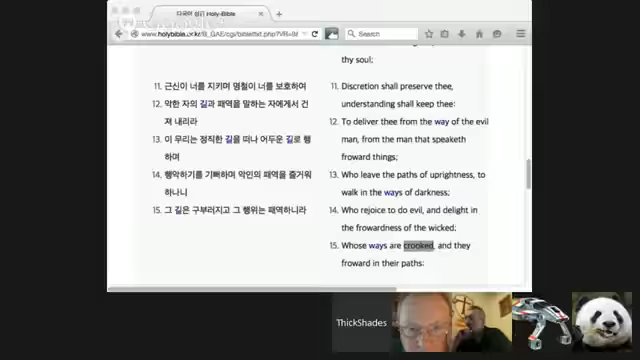 다국어 성경 Holy-Bible
www.holybible.or.kr/B_GAE/cgi/bibleftxt.php?VR=
Search
thy soul;
11. 근신이 너를 지키며 명철이 너를 보호하여
12. 악한 자의 길과 패역을 말하는 자에게서 건
져 내리라
13. 이 무리는 정직한 길을 떠나 어두운 길로 행
하며
14. 행악하기를 기뻐하며 악인의 패역을 즐거워
하나니
15. 그 길은 구부러지고 그 행위는 패역하니라
11. Discretion shall preserve thee,
understanding shall keep thee:
12. To deliver thee from the way of the evil
man, from the man that speaketh
froward things;
13. Who leave the paths of uprightness, to
walk in the ways of darkness;
14. Who rejoice to do evil, and delight in
the frowardness of the wicked;
15. Whose ways are crooked, and they
froward in their paths:
ThickShades